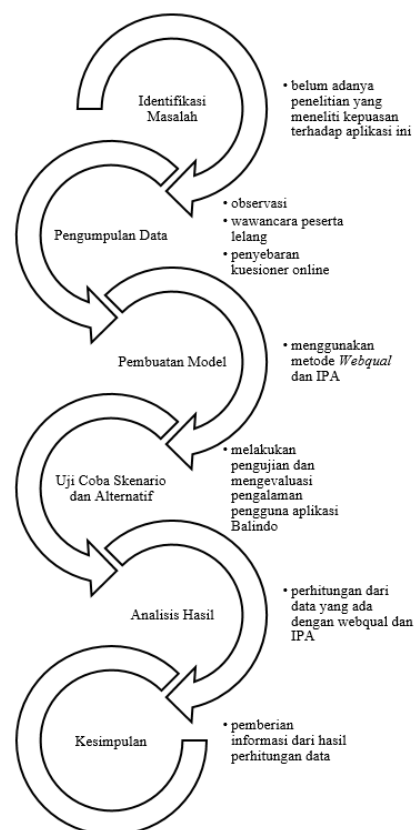 Identifikasi
Masalah
• belum adanya
penelitian yang
meneliti kepuasan
terhadap aplikasi ini
Pengumpulan Data
• observasi
• wawancara peserta
lelang
• penyebaran
kuesioner online
Pembuatan Model
• menggunakan
metode Webqual
dan IPA
Uji Coba Skenario
dan Alternatif
• melakukan
pengujian dan
mengevaluasi
pengalaman
pengguna aplikasi
Balindo
Analisis Hasil
• perhitungan dari
data yang ada
dengan webqual dan
IPA
Kesimpulan
• pemberian
informasi dari hasil
perhitungan data